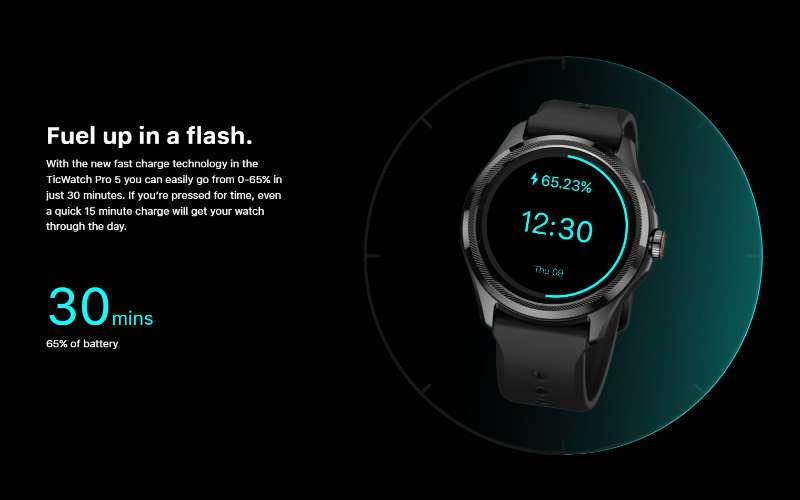 Fuel up in a flash.
With the new fast charge technology in the
TicWatch Pro 5 you can easily go from 0-65% in
just 30 minutes. If you're pressed for time, even
a quick 15 minute charge will get your watch
through the day.
30 mins
65% of battery
65.23%
12:30
Thu 09